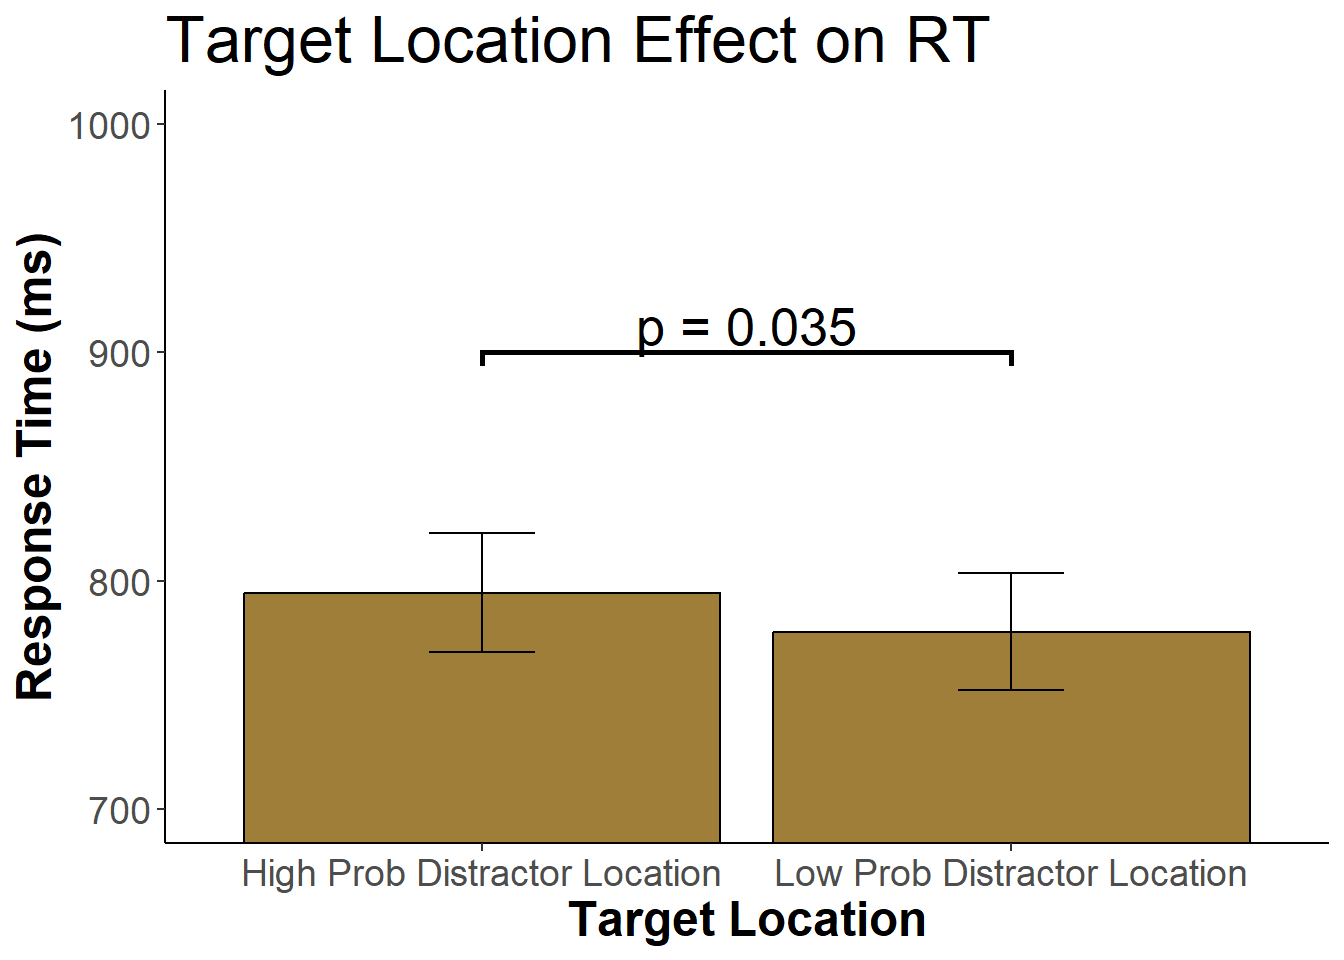 Target Location Effect on RT
Response Time (ms)
1000
900
800
700
p = 0.035
High Prob Distractor Location
Low Prob Distractor Location
Target Location